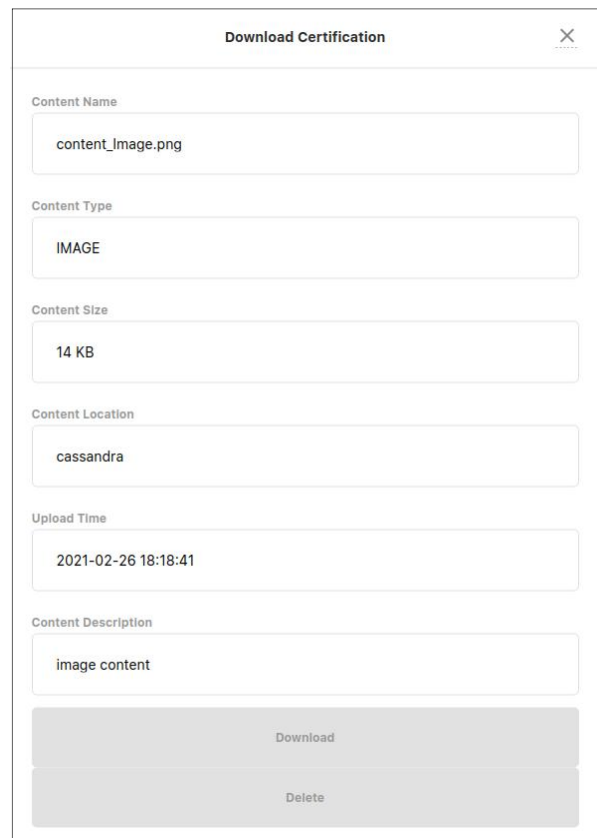 Download Certification
Content Name
content_Image.png
Content Type
IMAGE
Content Size
14 KB
Content Location
cassandra
Upload Time
2021-02-26 18:18:41
Content Description
image content
Download
Delete